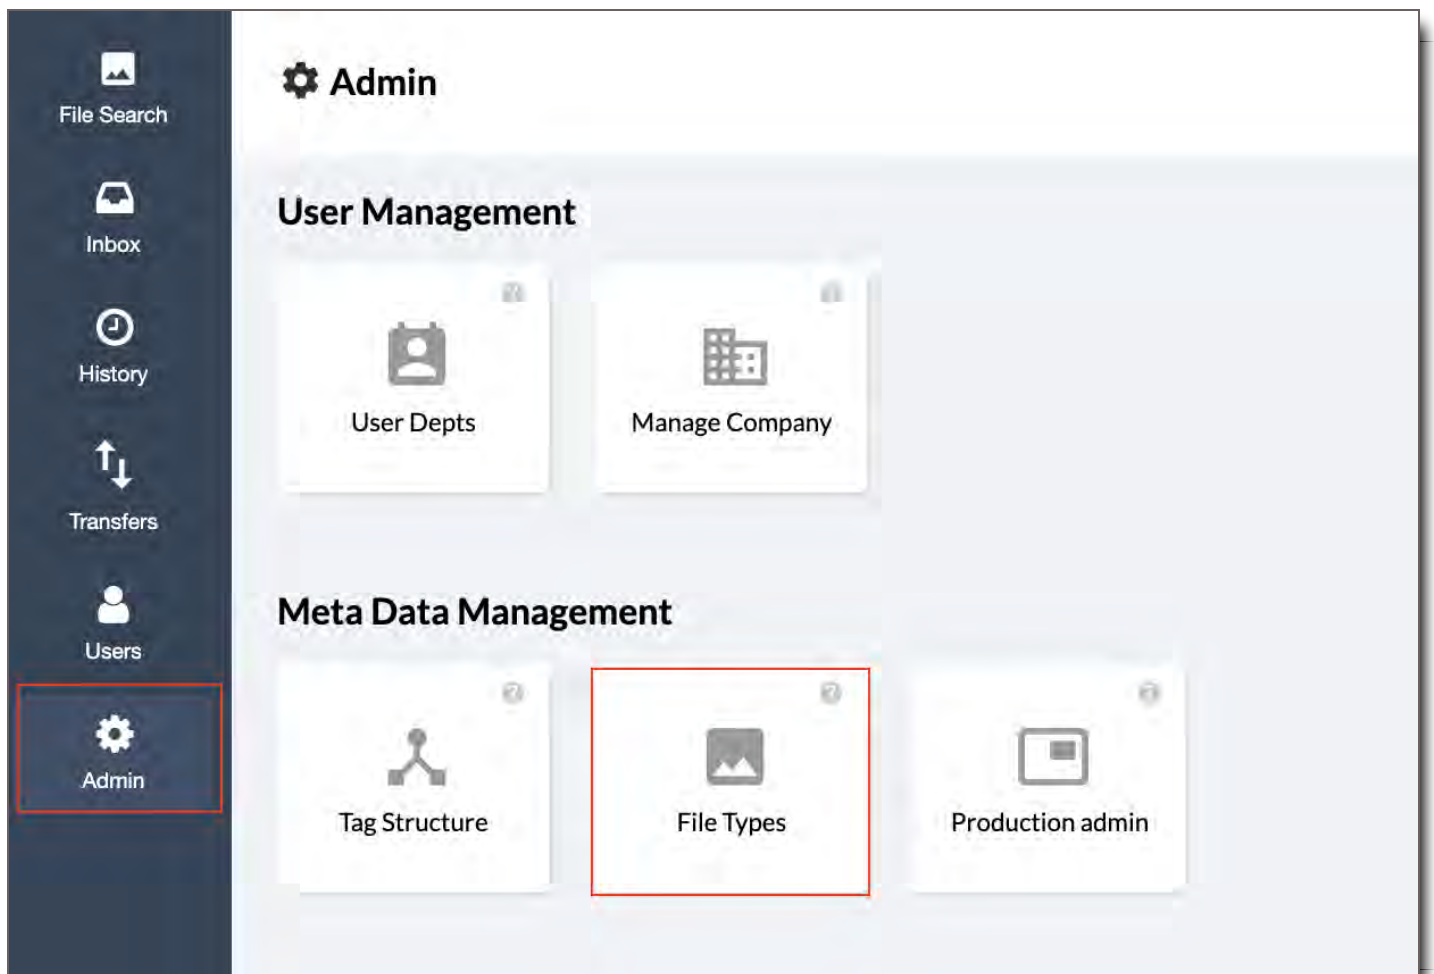 File Search
Inbox
History
Transfers
Users
Admin
Admin
User Management
User Depts
Manage Company
Meta Data Management
Tag Structure
File Types
Production admin